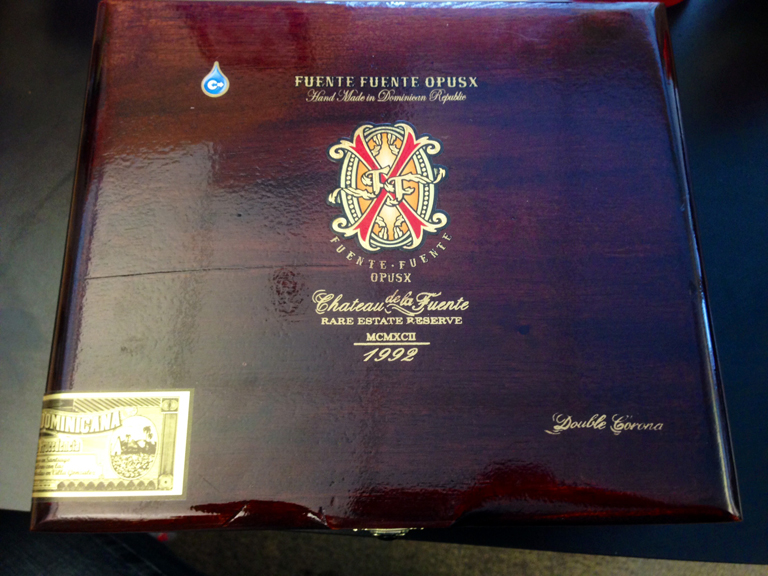 FUENTE FUENTE OPUSX
Hand Made in Dominican Republic
C
FF
FUENTE-FUENTE
OPUSX
Chateau de la Fuente
RARE ESTATE RESERVE
MCMXCII
1992
Double Corona
DOMINICANA